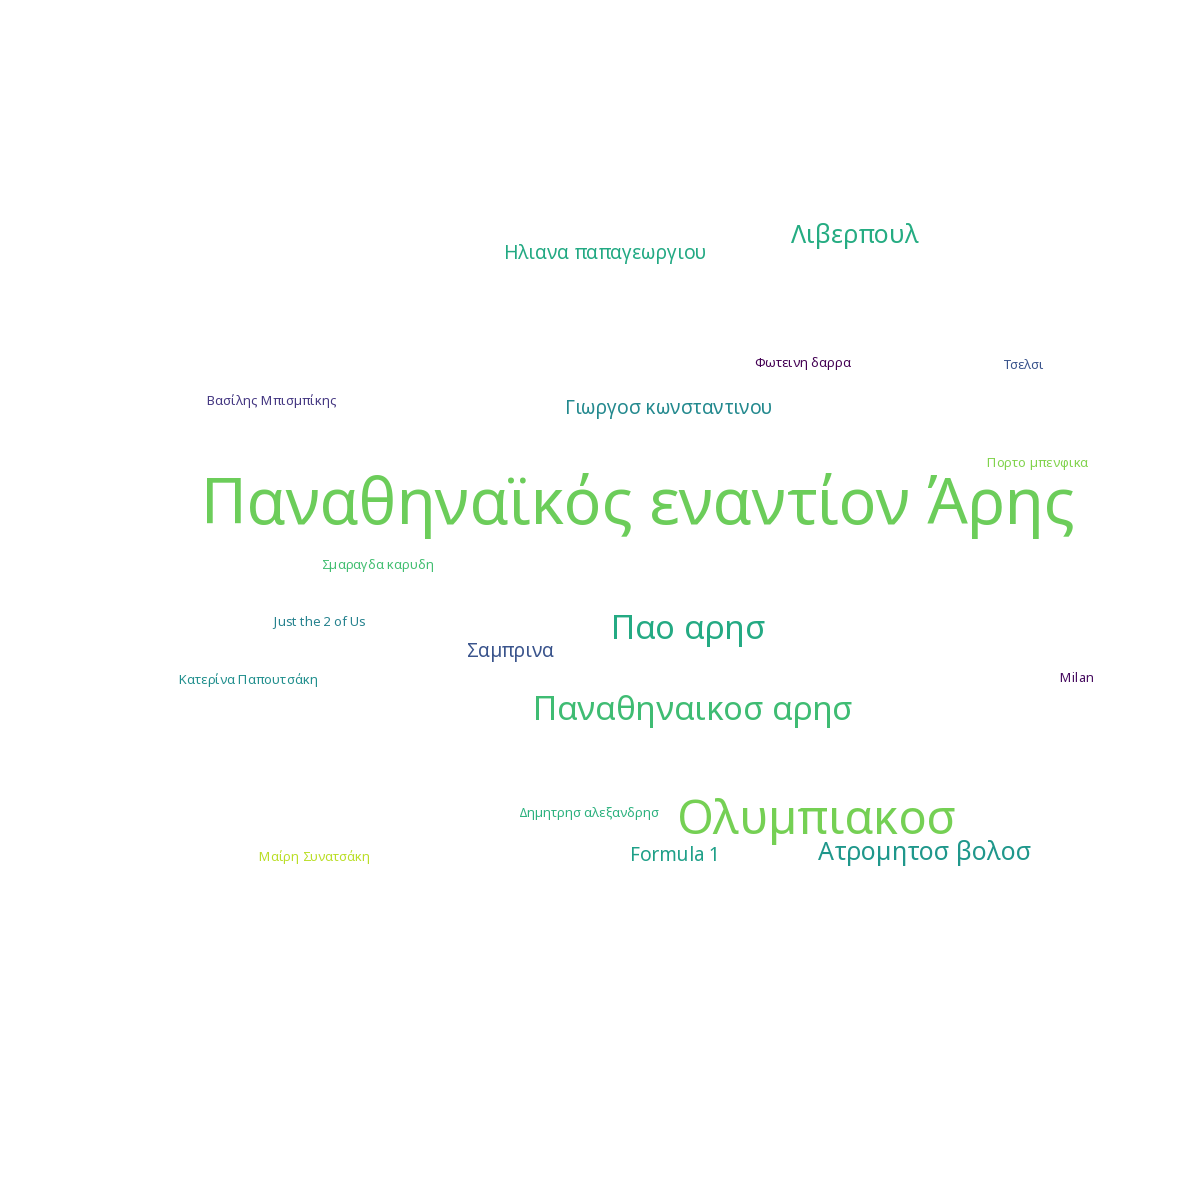 Λιβερπουλ
Ηλιανα παπαγεωργιου
Φωτεινη δαρρα
Τσελσι
Βασίλης Μπισμπίκης
Γιωργοσ κωνσταντινου
Πορτο μπενφικα
Παναθηναϊκός εναντίον Άρης
Σμαραγδα καρυδη
Just the 2 of Us
Παο αρησ
Σαμπρινα
Κατερίνα Παπουτσάκη
Milan
Παναθηναικοσ αρησ
Δημητρησ αλεξανδρησ
Ολυμπιακοσ
Μαίρη Συνατσάκη
Formula 1
Ατρομητοσ βολοσ